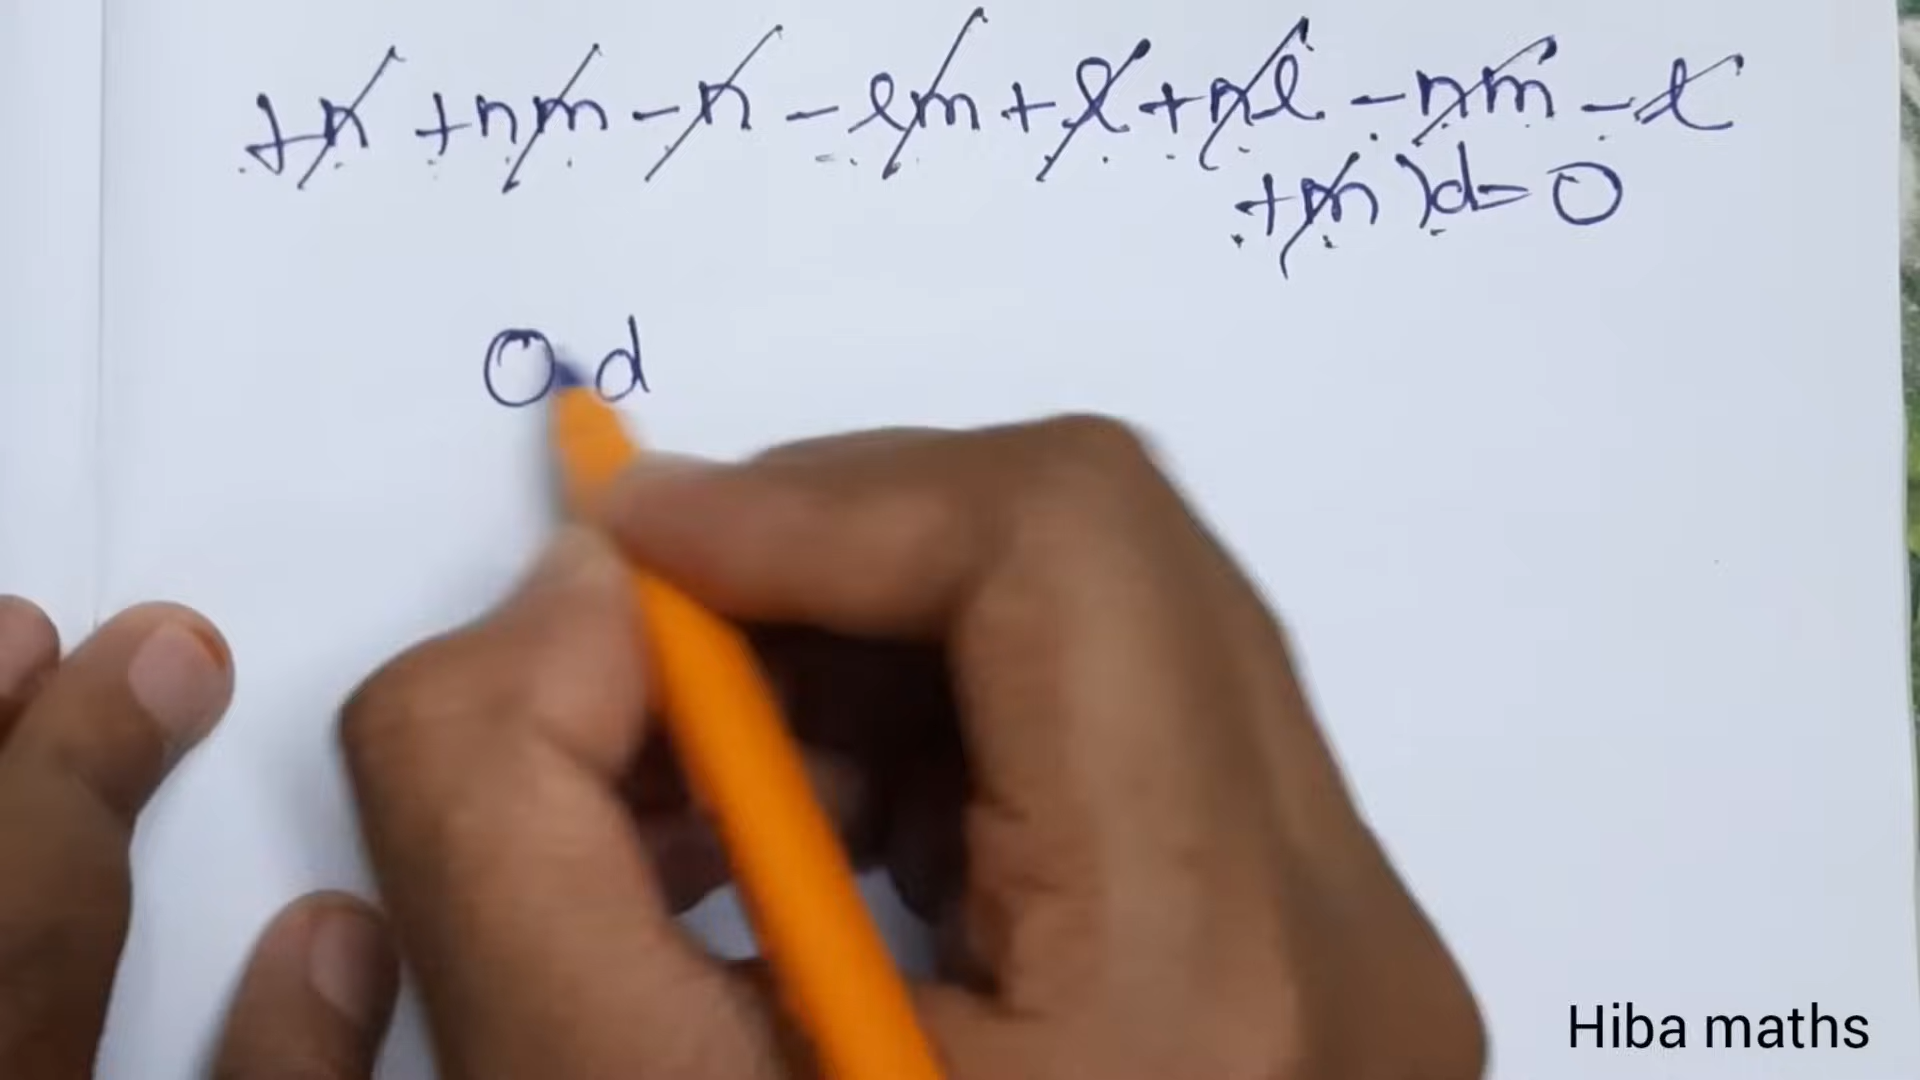 +n +nm -n -lm +l +nl -nm -l
+m)d=0
0 d
Hiba maths